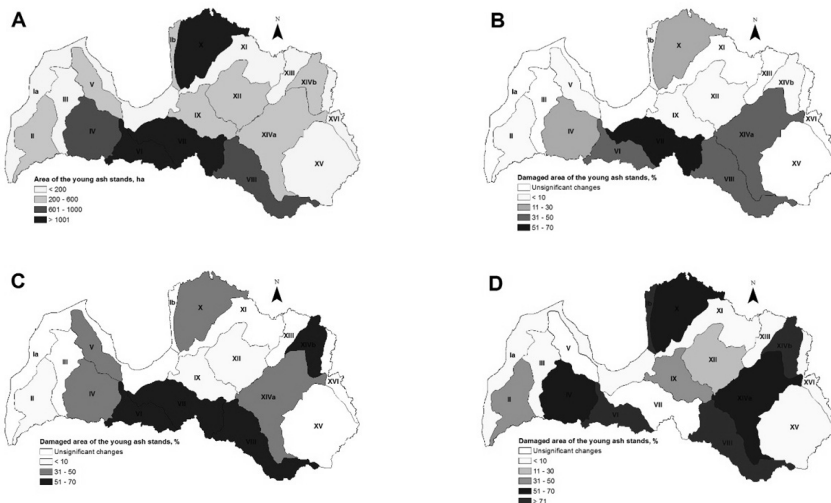 A
N
Ia
Ib
II
III
IV
V
VIII
IX
X
XI
XII
XIII
XIVa
XIVb
XV
XVI
Area of the young ash stands, ha
< 200
200 - 600
601 - 1000
> 1001
B
N
Ia
Ib
II
III
IV
V
VI
VIII
IX
X
XI
XII
XIII
XIVa
XIVb
XV
XVI
Damaged area of the young ash stands, %
Unsignificant changes
< 10
11 - 30
31 - 50
51 - 70
C
N
Ia
Ib
II
III
IV
V
IX
X
XI
XII
XIII
XIVa
XV
XVI
Damaged area of the young ash stands, %
Unsignificant changes
< 10
31 - 50
51 - 70
D
N
Ia
II
III
V
VI
VII
VIII
IX
XI
XII
XIII
XIVb
XV
XVI
Damaged area of the young ash stands, %
Unsignificant changes
< 10
11 - 30
31 - 50
51 - 70
> 71